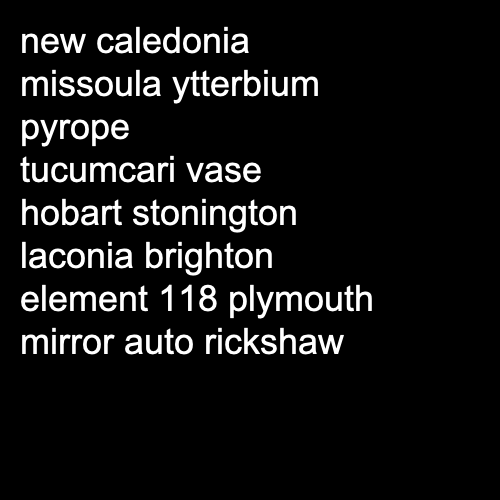 new caledonia
missoula ytterbium
pyrope
tucumcari vase
hobart stonington
laconia brighton
element 118 plymouth
mirror auto rickshaw